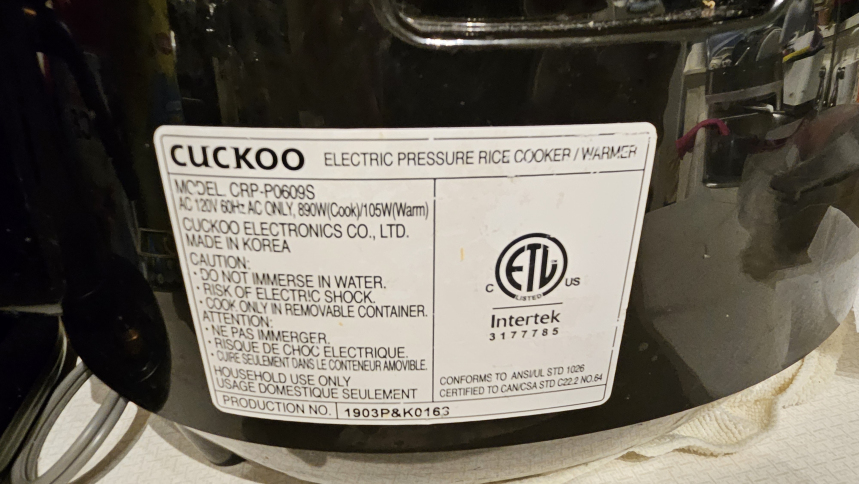 CUCKOO ELECTRIC PRESSURE RICE COOKER / WARMER
MODEL. CRP-P0609S
AC 120V 60Hz AC ONLY, 890W(Cook)/105W(Warm)
CUCKOO ELECTRONICS CO., LTD.
MADE IN KOREA
CAUTION:
• DO NOT IMMERSE IN WATER.
• RISK OF ELECTRIC SHOCK.
• COOK ONLY IN REMOVABLE CONTAINER.
ATTENTION:
• NE PAS IMMERGER.
• RISQUE DE CHOC ELECTRIQUE.
• CUIRE SEULEMENT DANS LE CONTENEUR AMOVIBLE.
HOUSEHOLD USE ONLY
USAGE DOMESTIQUE SEULEMENT
PRODUCTION NO. 1903P&K0163
ETL TM
C US
LISTED
Intertek
3177785
CONFORMS TO ANSI/UL STD 1026
CERTIFIED TO CAN/CSA STD C22.2 NO.64